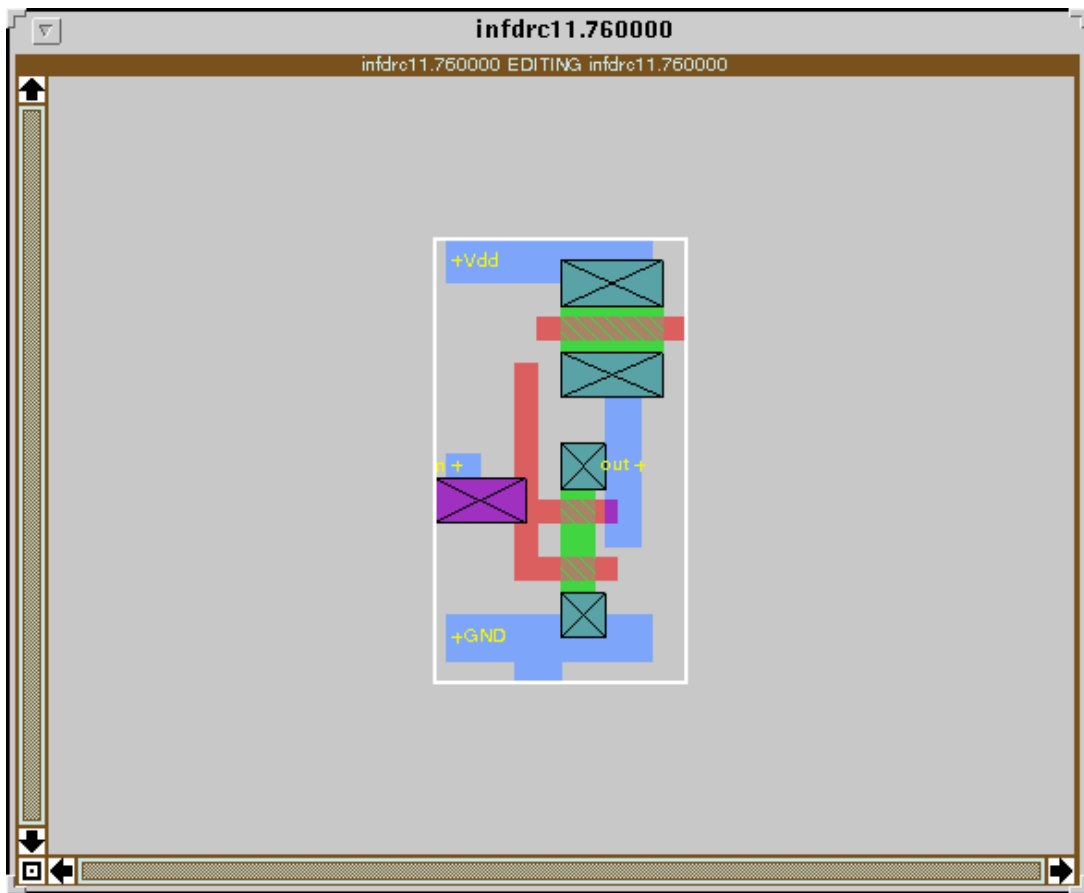 infdrc11.760000
infdrc11.760000 EDITING infdrc11.760000
+Vdd
n + out +
+GND